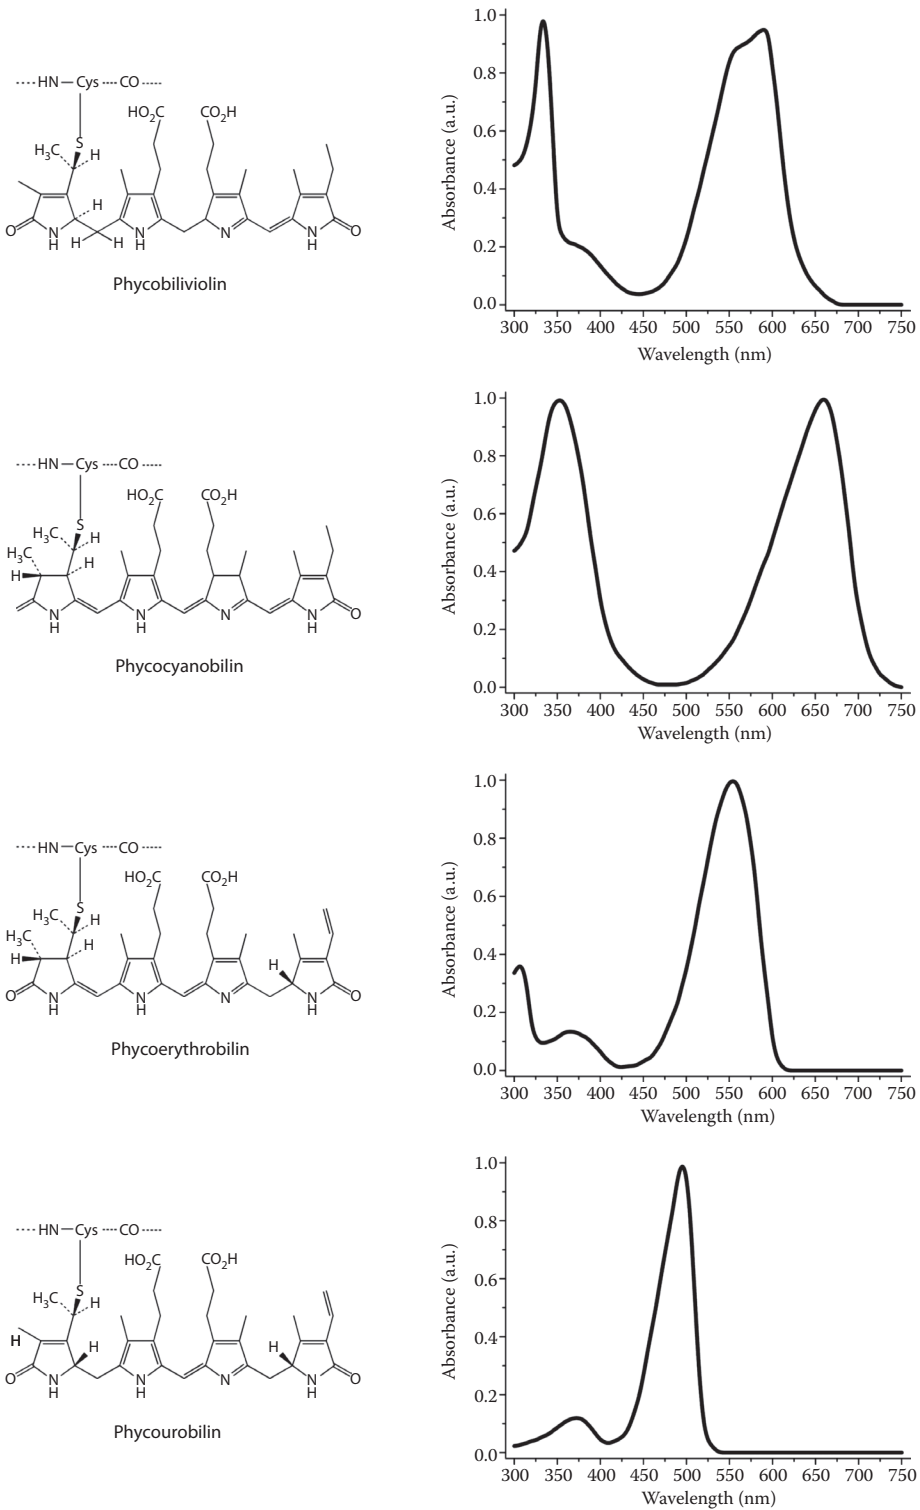 HN Cys CO
HO2C CO2H
S
H3C H
H
O N H H N H N N H O
H
Phycobiliviolin
Absorbance (a.u.)
1.0
0.8
0.6
0.4
0.2
0.0
300 350 400 450 500 550 600 650 700 750
Wavelength (nm)
HN Cys CO
HO2C CO2H
S
H3C H
H3C H
H
N H N H N N H O
Phycocyanobilin
Absorbance (a.u.)
1.0
0.8
0.6
0.4
0.2
0.0
300 350 400 450 500 550 600 650 700 750
Wavelength (nm)
HN Cys CO
HO2C CO2H
S
H3C H
H3C H
H H
O N H N H N N H O
Phycoerythrobilin
Absorbance (a.u.)
1.0
0.8
0.6
0.4
0.2
0.0
300 350 400 450 500 550 600 650 700 750
Wavelength (nm)
HN Cys CO
HO2C CO2H
S
H3C H
H H H
O N H N H N N H O
Phycourobilin
Absorbance (a.u.)
1.0
0.8
0.6
0.4
0.2
0.0
300 350 400 450 500 550 600 650 700 750
Wavelength (nm)